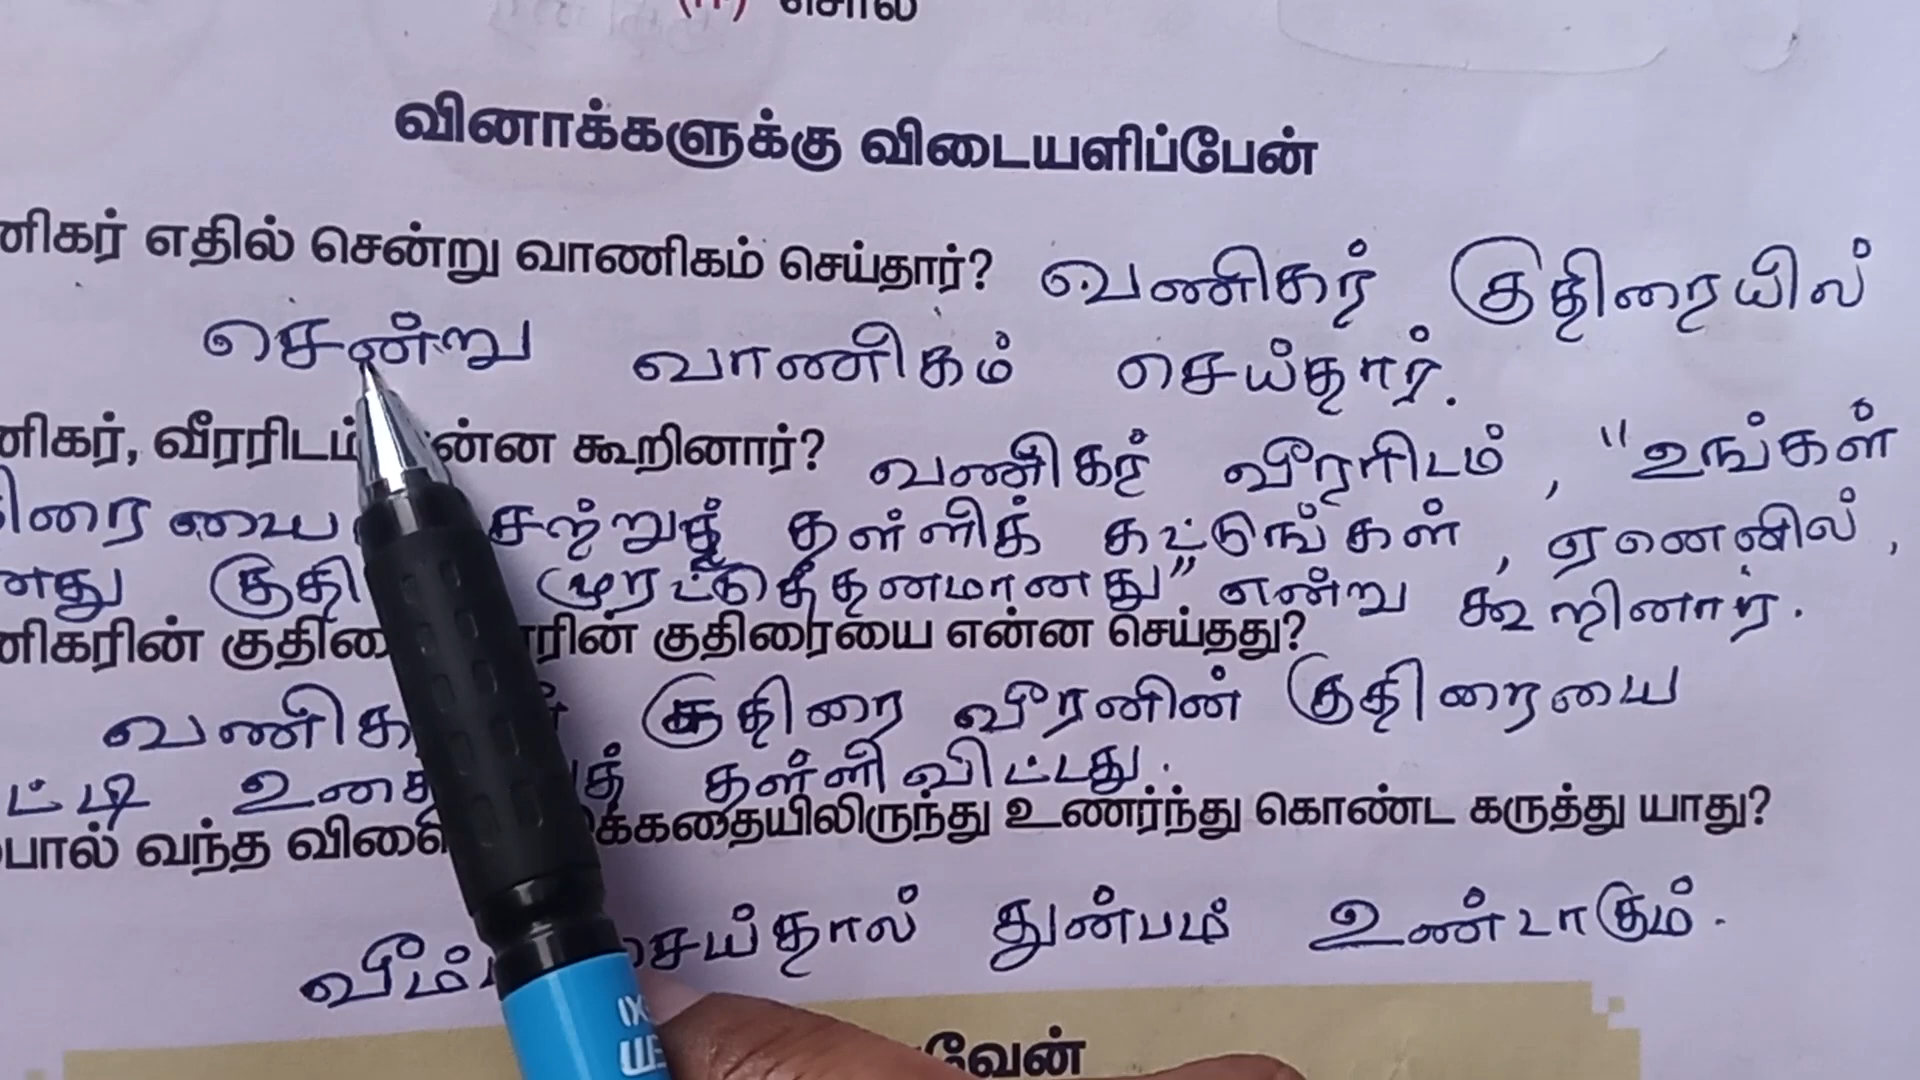 சொல்
வினாக்களுக்கு விடையளிப்பேன்
னிகர் எதில் சென்று வாணிகம் செய்தார்? வணிகர் குதிரையில்
சென்று வாணிகம் செய்தார்.
னிகர், வீரரிடம் ன்ன கூறினார்? வணிகர் வீரரிடம், "உங்கள்
திரையை சற்றுத் தள்ளிக் கட்டுங்கள், ஏனெனில்,
னது குதி முரட்டுத்தனமானது" என்று கூறினார்.
னிகரின் குதிரை ரரின் குதிரையை என்ன செய்தது?
வணிக குதிரை வீரனின் குதிரையை
ட்டி உதை த் தள்ளிவிட்டது.
பால் வந்த விளை க்கதையிலிருந்து உணர்ந்து கொண்ட கருத்து யாது?
வீம் செய்தால் துன்பம் உண்டாகும்.
வேன்